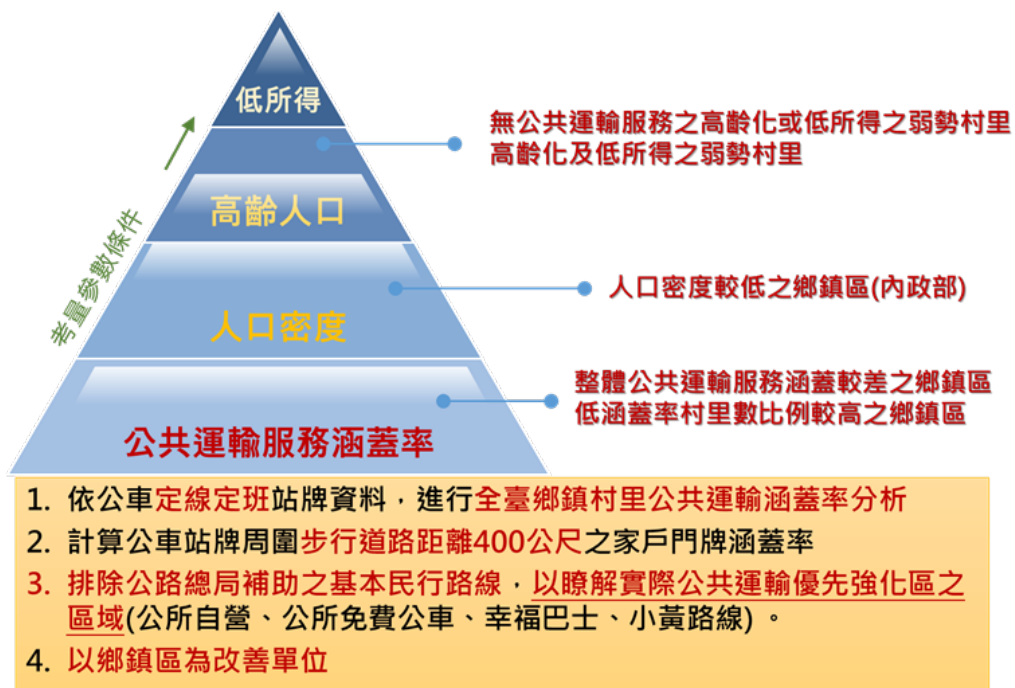 低所得
無公共運輸服務之高齡化或低所得之弱勢村里
高齡化及低所得之弱勢村里
高齡人口
考量參數條件
人口密度較低之鄉鎮區(內政部)
人口密度
整體公共運輸服務涵蓋較差之鄉鎮區
低涵蓋率村里數比例較高之鄉鎮區
公共運輸服務涵蓋率
1. 依公車定線定班站牌資料，進行全臺鄉鎮村里公共運輸涵蓋率分析
2. 計算公車站牌周圍步行道路距離400公尺之家戶門牌涵蓋率
3. 排除公路總局補助之基本民行路線，以瞭解實際公共運輸優先強化區之
區域(公所自營、公所免費公車、幸福巴士、小黃路線) 。
4. 以鄉鎮區為改善單位